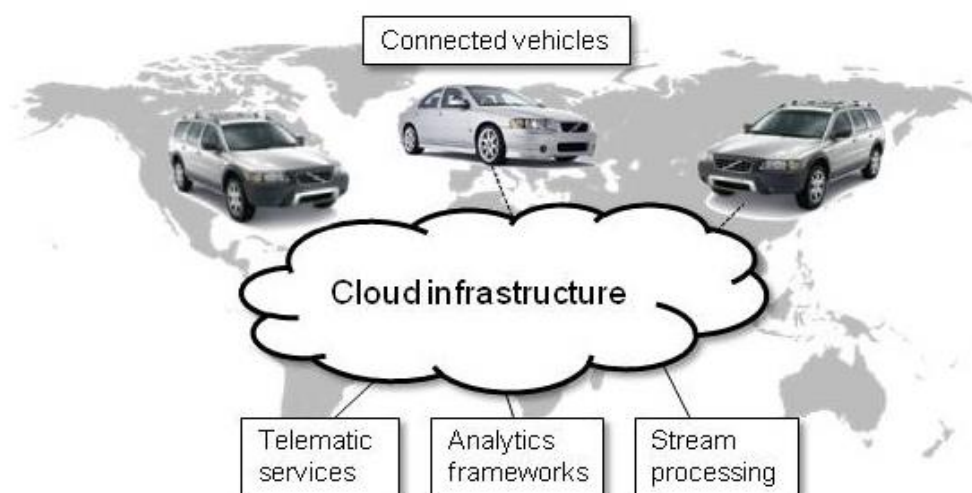 Connected vehicles
Cloud infrastructure
Telematic
services
Analytics
frameworks
Stream
processing